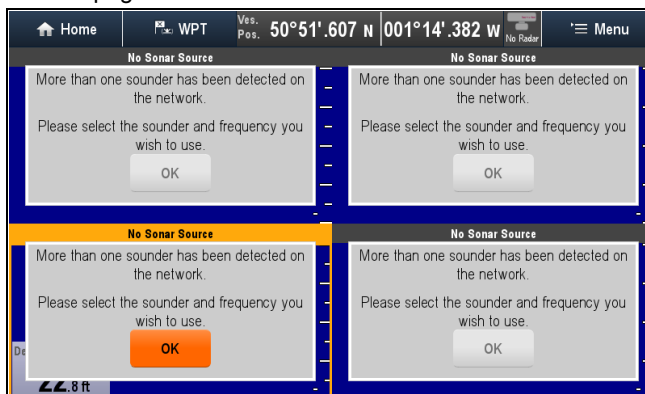 Home
WPT
Ves. Pos. 50°51'.607 N 001°14'.382 W
No Radar
Menu
No Sonar Source
More than one sounder has been detected on
the network.
Please select the sounder and frequency you
wish to use.
OK
No Sonar Source
More than one sounder has been detected on
the network.
Please select the sounder and frequency you
wish to use.
OK
No Sonar Source
More than one sounder has been detected on
the network.
Please select the sounder and frequency you
wish to use.
OK
22.8 ft
No Sonar Source
More than one sounder has been detected on
the network.
Please select the sounder and frequency you
wish to use.
OK